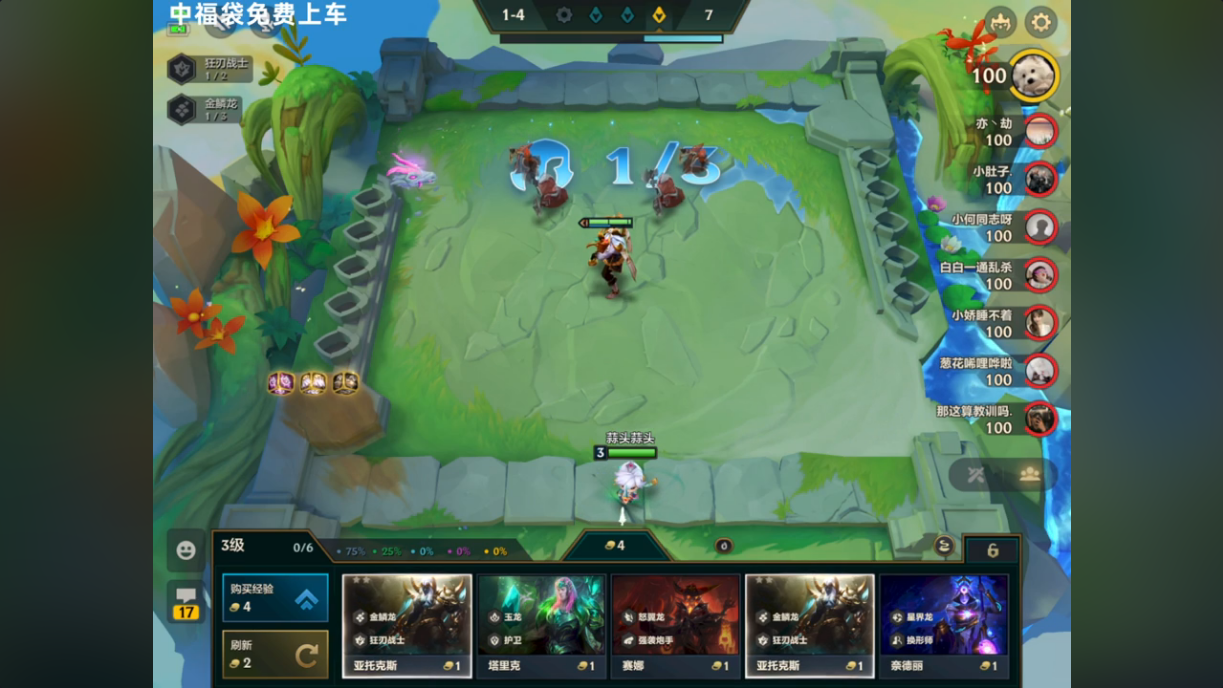 中福袋免费上车
1-4
7
狂刃战士
1/2
金鳞龙
1/3
1/3
100
亦丶劫
100
小肚子.
100
小何同志呀
100
白白一通乱杀
100
小娇睡不着
100
葱花唏哩哗啦
100
那这算教训吗.
100
蒜头蒜头
3
3级
0/6
75%
25%
0%
0%
0%
4
0
6
购买经验
4
刷新
2
17
金鳞龙
狂刃战士
亚托克斯
1
玉龙
护卫
塔里克
1
怒翼龙
强袭炮手
赛娜
1
金鳞龙
狂刃战士
亚托克斯
1
星界龙
换形师
奈德丽
1